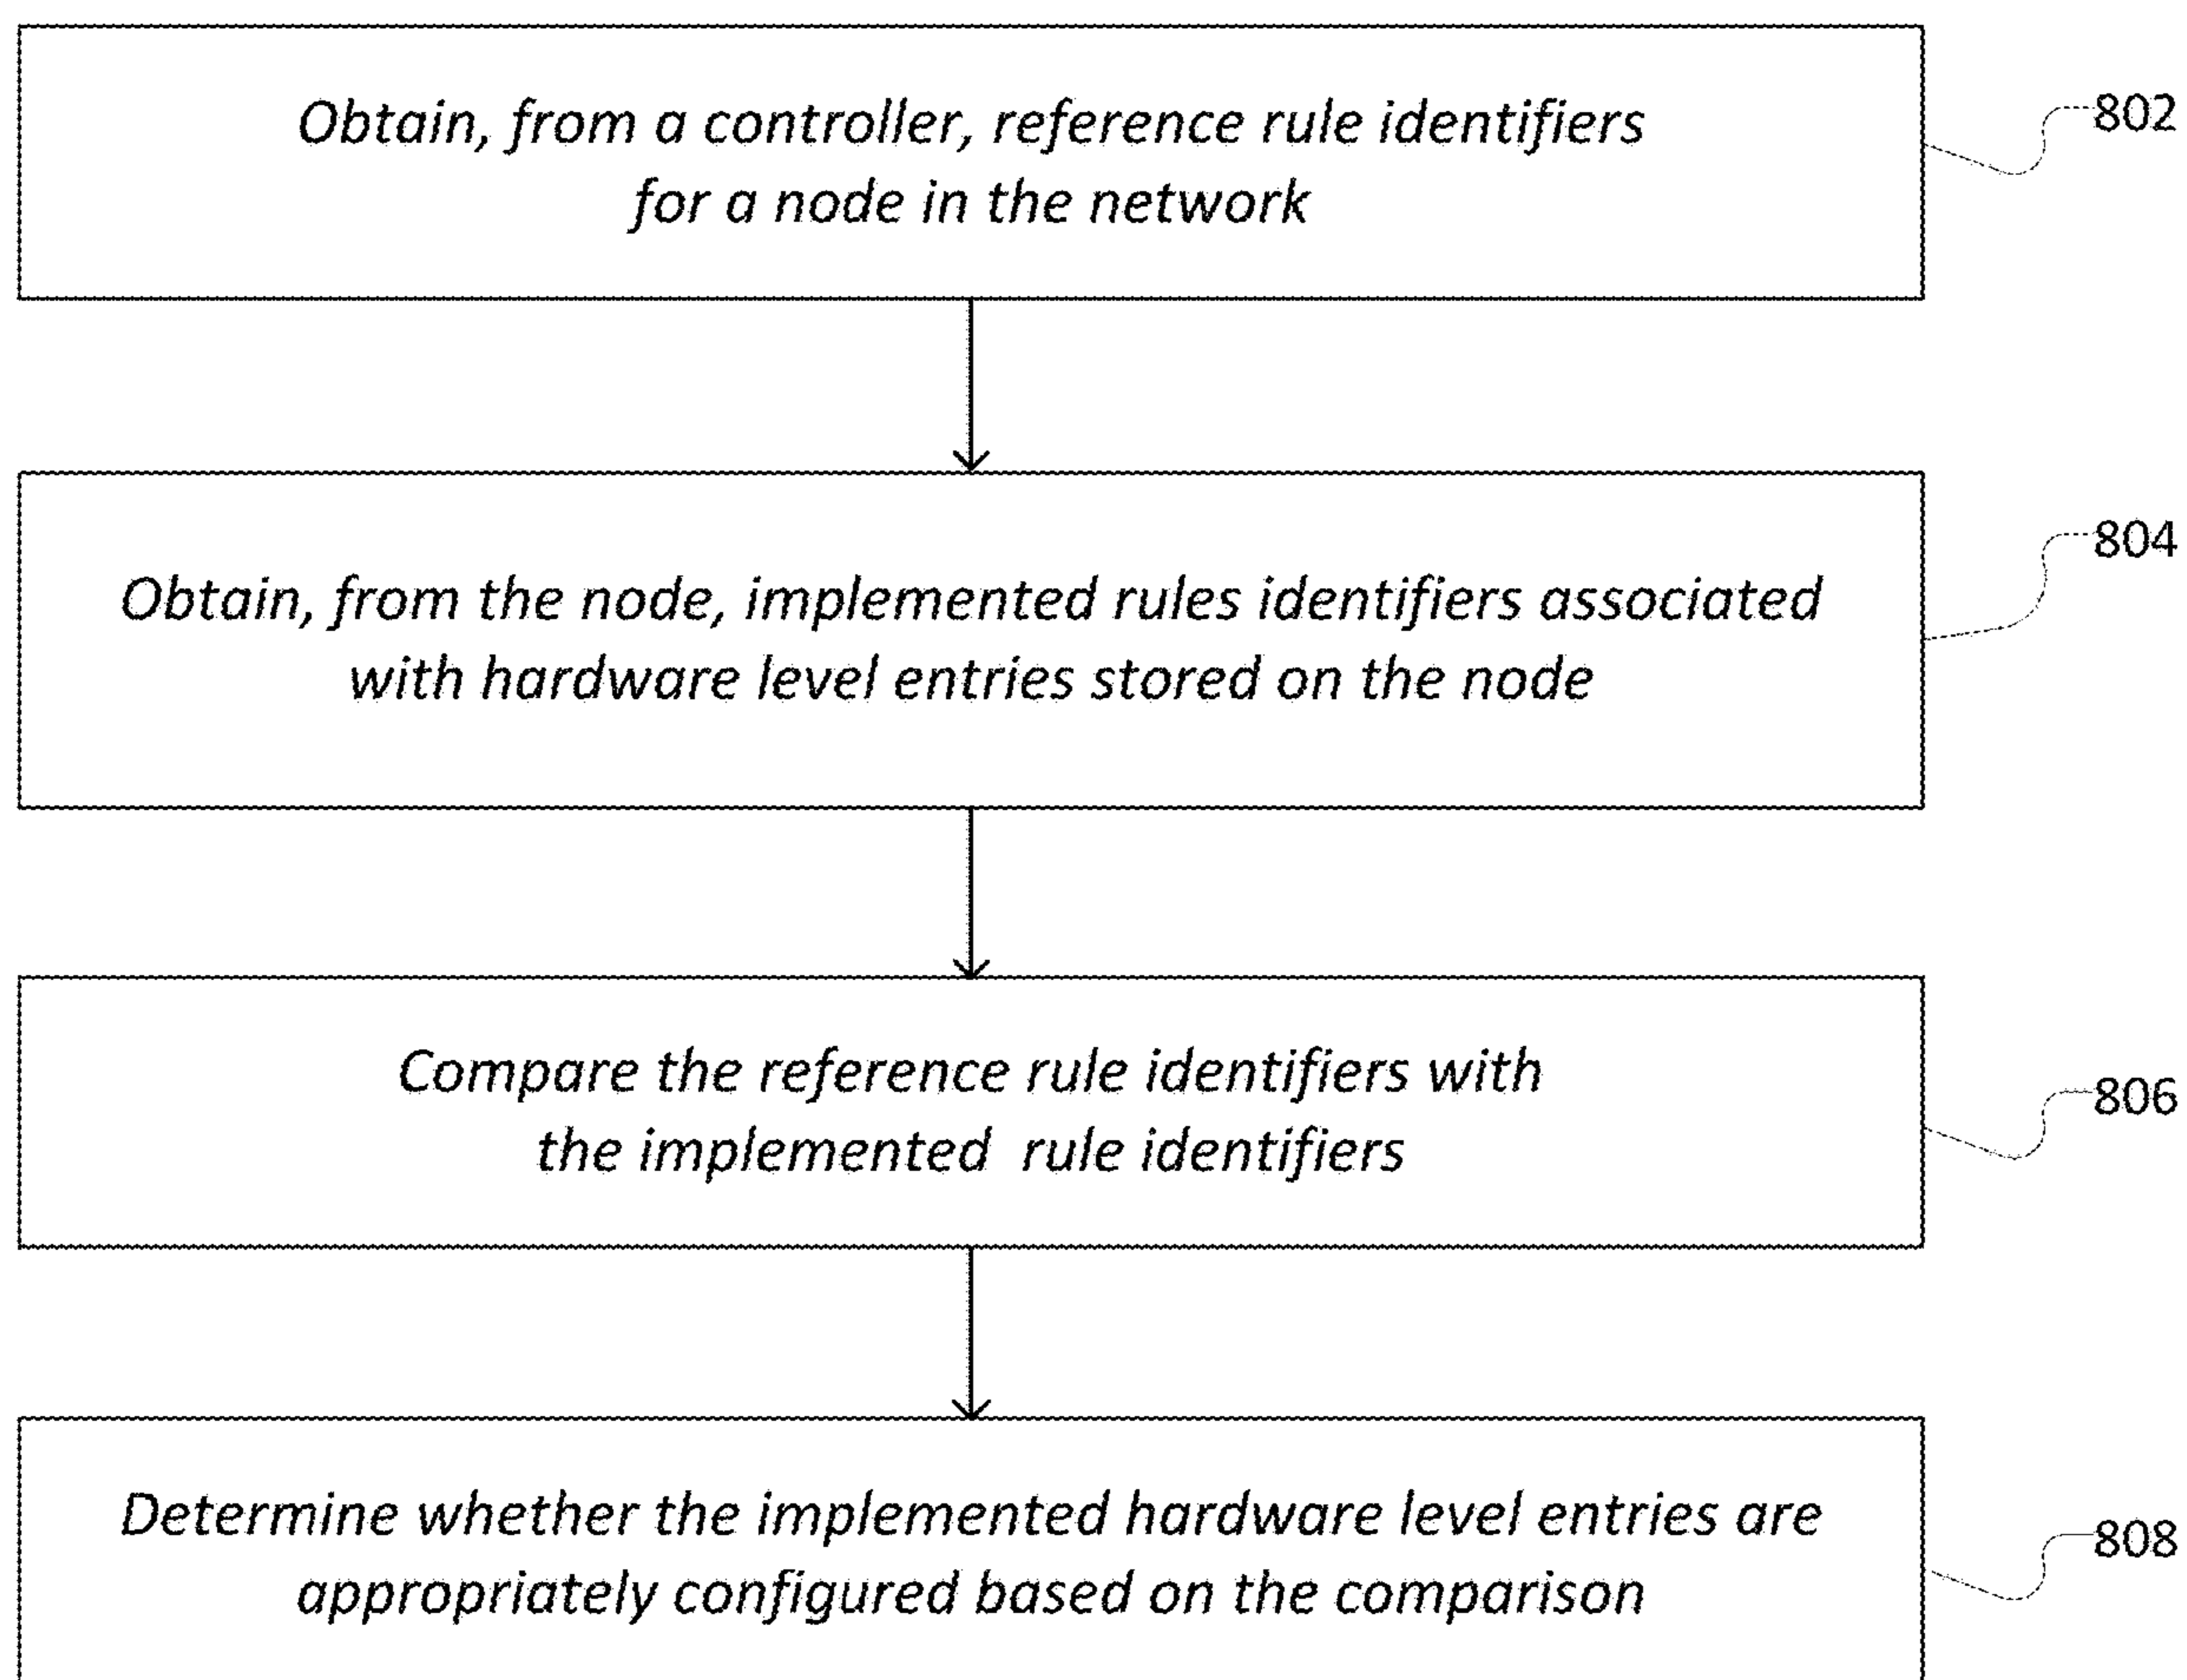 Obtain, from a controller, reference rule identifiers
802
for a node in the network
804
Obtain, from the node, implemented rules identifiers associated
with hardware level entries stored on the node
Compare the reference rule identifiers with
806
the implemented rule identifiers
Determine whether the implemented hardware level entries are
808
appropriately configured based on the comparison